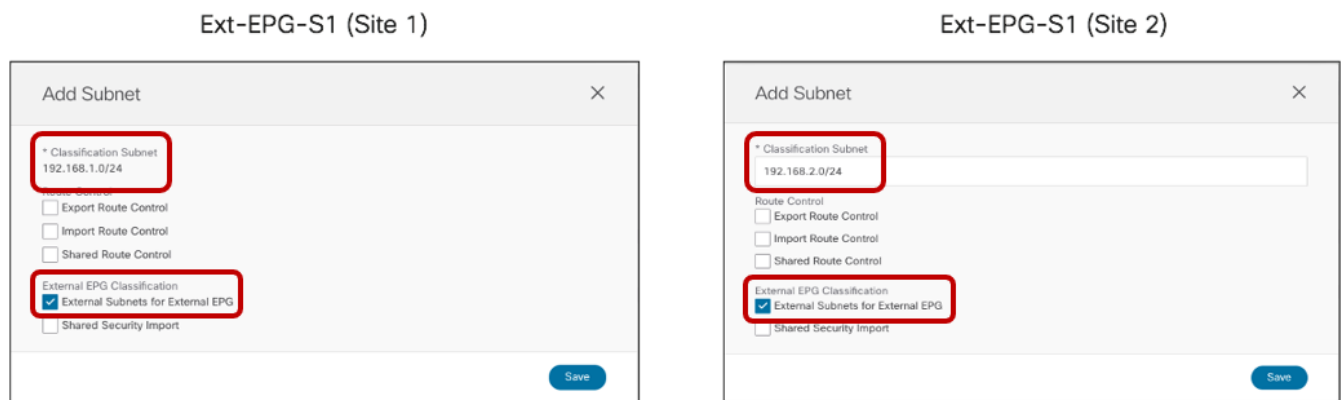 Ext-EPG-S1 (Site 1)
Add Subnet
* Classification Subnet
192.168.1.0/24
Route Control
Export Route Control
Import Route Control
Shared Route Control
External EPG Classification
External Subnets for External EPG
Shared Security Import
Save
Ext-EPG-S1 (Site 2)
Add Subnet
* Classification Subnet
192.168.2.0/24
Route Control
Export Route Control
Import Route Control
Shared Route Control
External EPG Classification
External Subnets for External EPG
Shared Security Import
Save